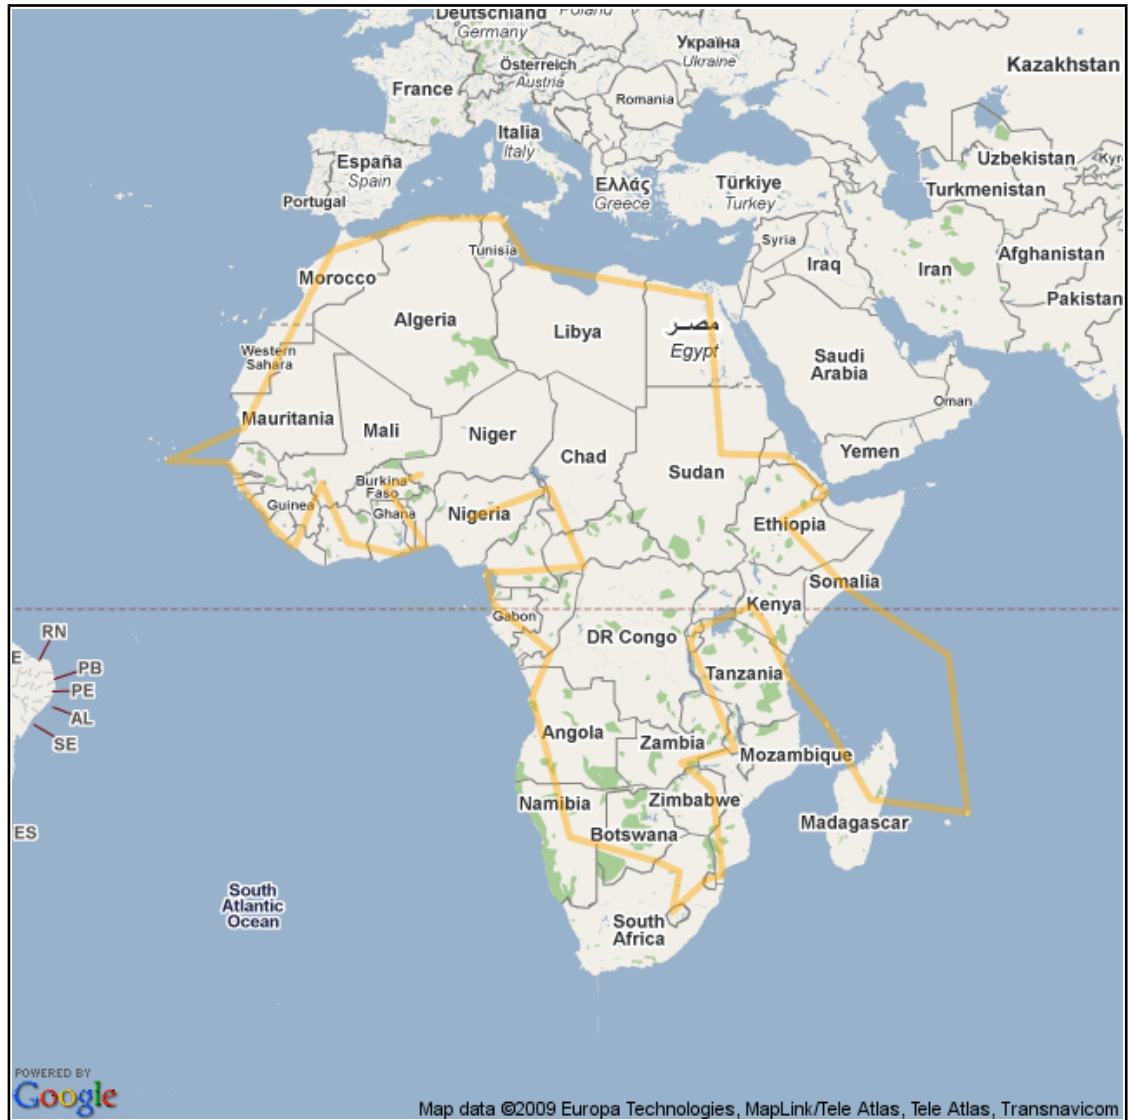 Deutschland
Germany
Poland
Україна
Ukraine
Österreich
Austria
Kazakhstan
France
Romania
Italia
Italy
Uzbekistan
Kyr
España
Spain
Ελλάς
Greece
Türkiye
Turkey
Turkmenistan
Portugal
Syria
Tunisia
Afghanistan
Iraq
Iran
Morocco
Pakistan
Algeria
Libya
مصر
Egypt
Western
Sahara
Saudi
Arabia
Oman
Mauritania
Mali
Niger
Chad
Yemen
Sudan
Burkina
Faso
Guinea
Ghana
Nigeria
Ethiopia
Somalia
Kenya
Gabon
RN
DR Congo
E
PB
PE
Tanzania
AL
SE
Angola
Zambia
Mozambique
Namibia
Zimbabwe
Madagascar
ES
Botswana
South
Atlantic
Ocean
South
Africa
POWERED BY
Google
Map data ©2009 Europa Technologies, MapLink/Tele Atlas, Tele Atlas, Transnavicom